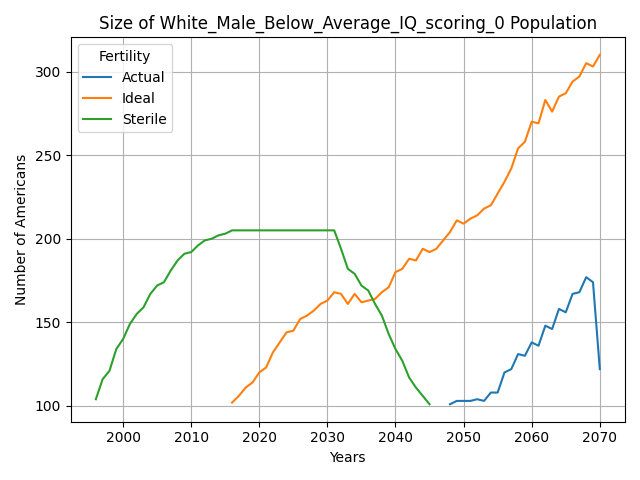 Size of White_Male_Below_Average_IQ_scoring_0 Population
Fertility
Actual
Ideal
Sterile
300
250
200
150
100
Number of Americans
2000 2010 2020 2030 2040 2050 2060 2070
Years